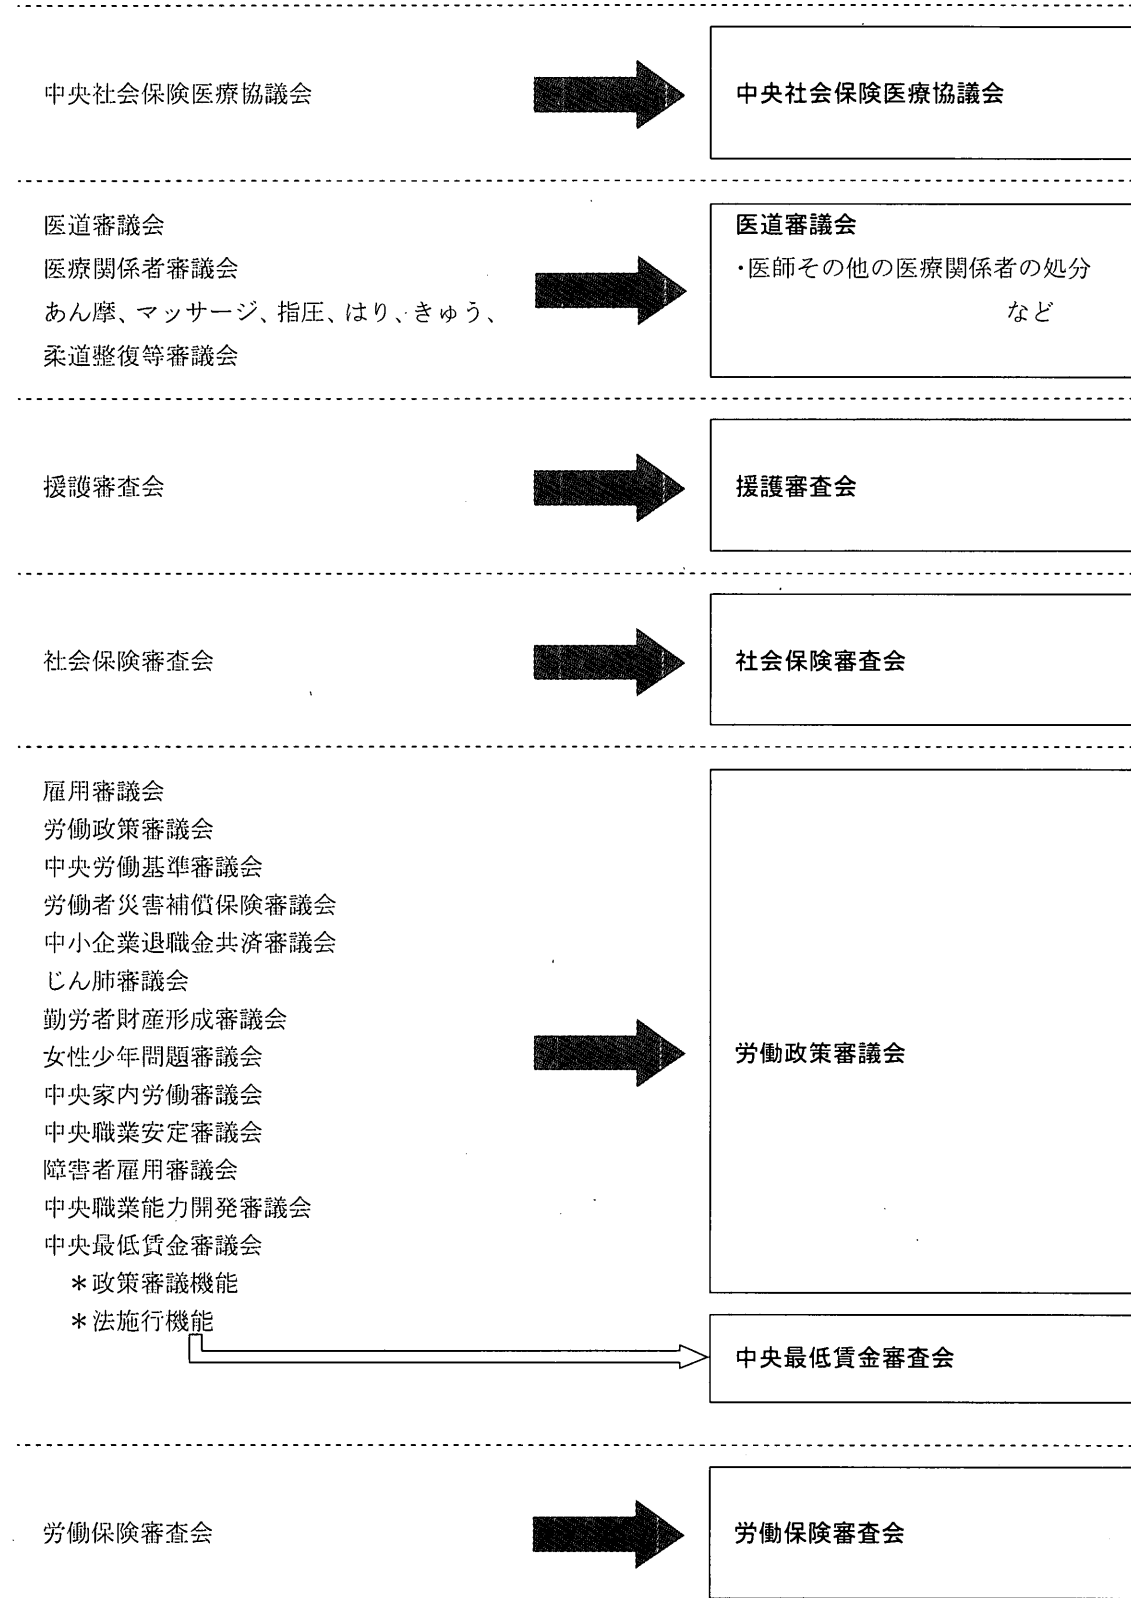 中央社会保険医療協議会
中央社会保険医療協議会
医道審議会
医療関係者審議会
あん摩、マッサージ、指圧、はり、きゅう、
柔道整復等審議会
医道審議会
・医師その他の医療関係者の処分
など
援護審査会
援護審査会
社会保険審査会
社会保険審査会
雇用審議会
労働政策審議会
中央労働基準審議会
労働者災害補償保険審議会
中小企業退職金共済審議会
じん肺審議会
勤労者財産形成審議会
女性少年問題審議会
中央家内労働審議会
中央職業安定審議会
障害者雇用審議会
中央職業能力開発審議会
中央最低賃金審議会
＊政策審議機能
＊法施行機能
労働政策審議会
中央最低賃金審査会
労働保険審査会
労働保険審査会